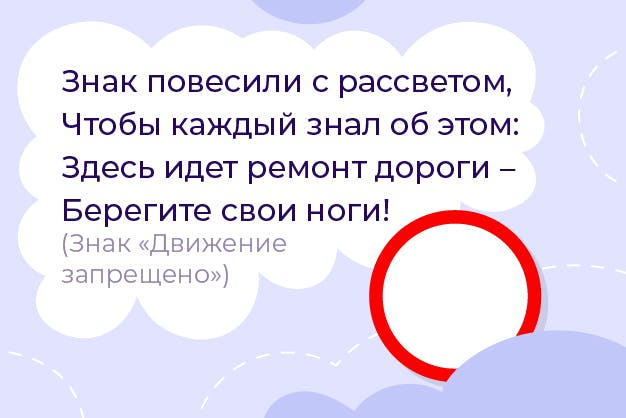 Знак повесили с рассветом,
Чтобы каждый знал об этом:
Здесь идет ремонт дороги –
Берегите свои ноги!
(Знак «Движение
запрещено»)